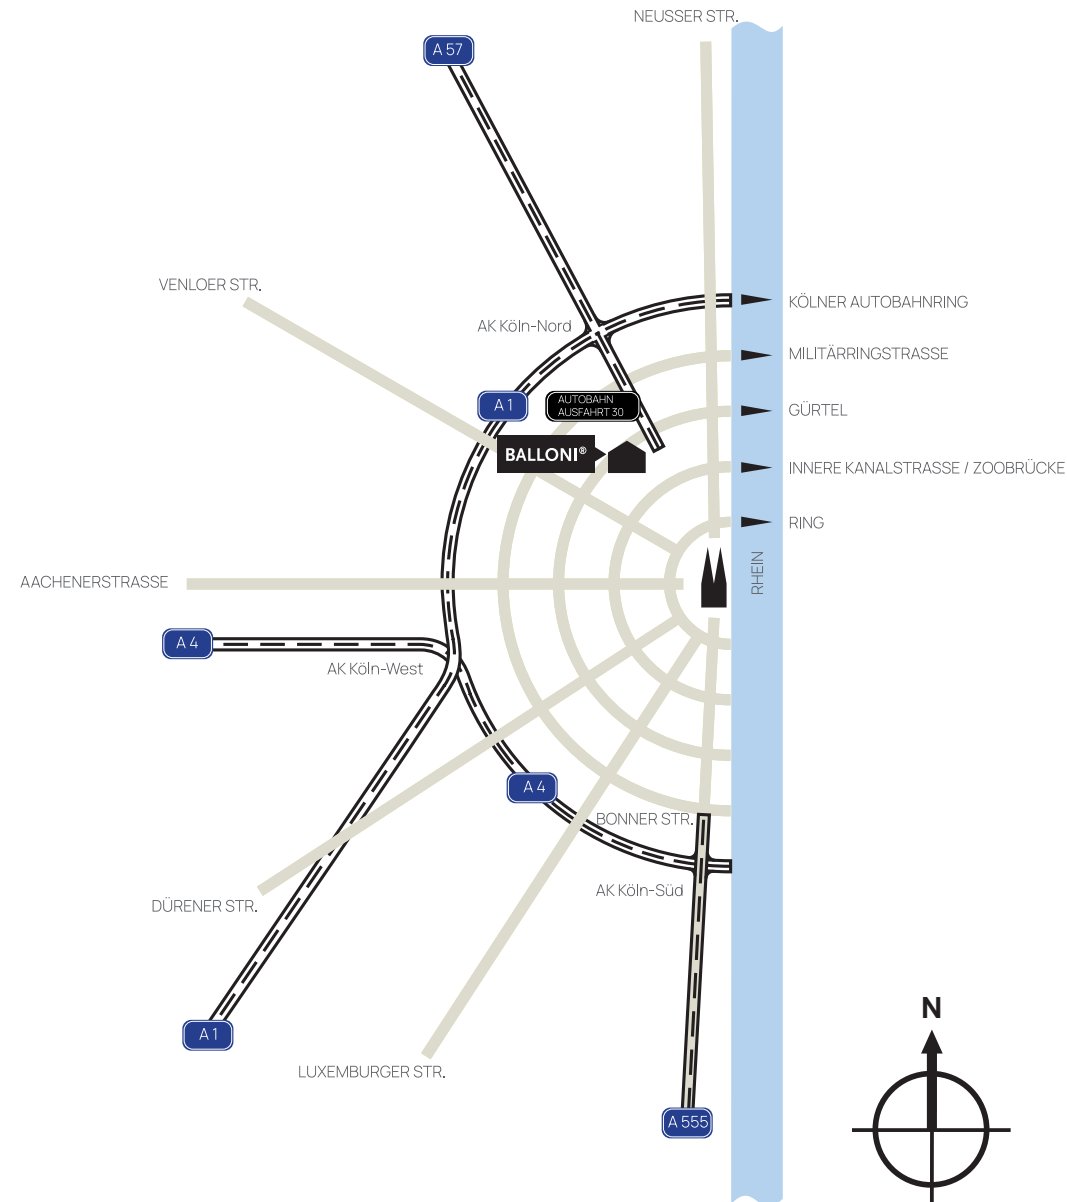 NEUSSER STR.
A 57
VENLOER STR.
KÖLNER AUTOBAHNRING
AK Köln-Nord
MILITÄRRINGSTRASSE
A 1
AUTOBAHN
AUSFAHRT 30
GÜRTEL
BALLONI®
INNERE KANALSTRASSE / ZOOBRÜCKE
RING
RHEIN
AACHENERSTRASSE
A 4
AK Köln-West
A 4
BONNER STR.
AK Köln-Süd
DÜRENER STR.
N
A 1
LUXEMBURGER STR.
A 555